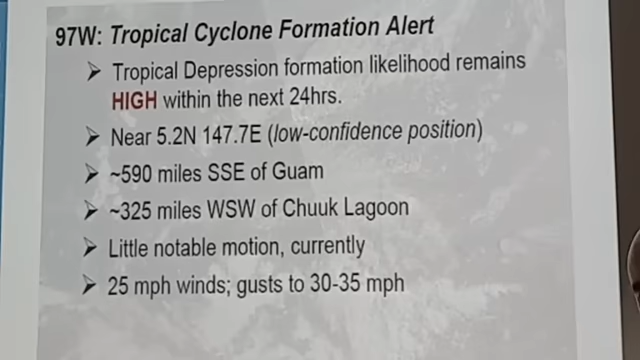 97W: Tropical Cyclone Formation Alert
➤ Tropical Depression formation likelihood remains
HIGH within the next 24hrs.
➤ Near 5.2N 147.7E (low-confidence position)
➤ ~590 miles SSE of Guam
➤ ~325 miles WSW of Chuuk Lagoon
➤ Little notable motion, currently
➤ 25 mph winds; gusts to 30-35 mph